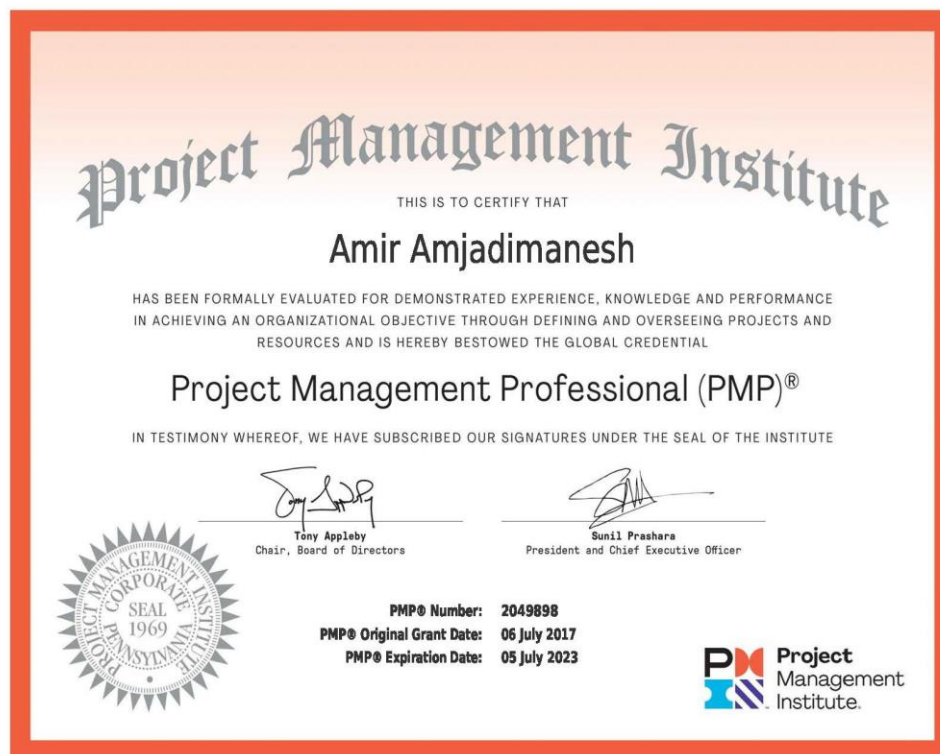 Project Management Institute
THIS IS TO CERTIFY THAT
Amir Amjadimanesh
HAS BEEN FORMALLY EVALUATED FOR DEMONSTRATED EXPERIENCE, KNOWLEDGE AND PERFORMANCE
IN ACHIEVING AN ORGANIZATIONAL OBJECTIVE THROUGH DEFINING AND OVERSEEING PROJECTS AND
RESOURCES AND IS HEREBY BESTOWED THE GLOBAL CREDENTIAL
Project Management Professional (PMP)®
IN TESTIMONY WHEREOF, WE HAVE SUBSCRIBED OUR SIGNATURES UNDER THE SEAL OF THE INSTITUTE
Tony Appleby
Chair, Board of Directors
Sunil Prashara
President and Chief Executive Officer
PROJECT MANAGEMENT INSTITUTE
CORPORATE
SEAL
1969
PENNSYLVANIA
PMP® Number: 2049898
PMP® Original Grant Date: 06 July 2017
PMP® Expiration Date: 05 July 2023
Project
Management
Institute.